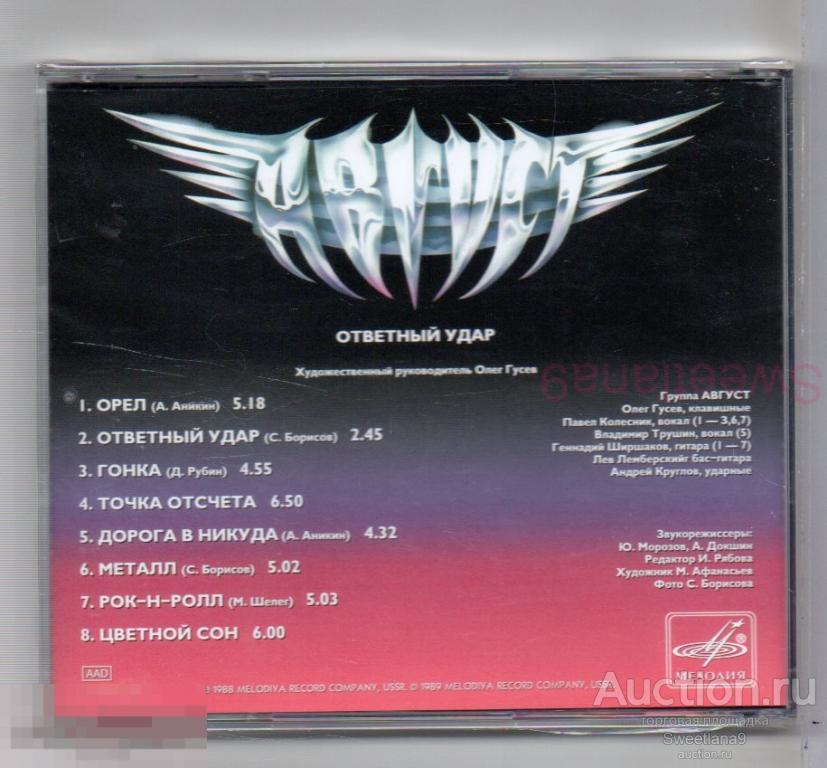 АВГУСТ
ОТВЕТНЫЙ УДАР
Художественный руководитель Олег Гусев
Sweetlana9
1. ОРЕЛ (А. Аникин) 5.18
2. ОТВЕТНЫЙ УДАР (С. Борисов) 2.45
3. ГОНКА (Д. Рубин) 4.55
4. ТОЧКА ОТСЧЕТА 6.50
5. ДОРОГА В НИКУДА (А. Аникин) 4.32
6. МЕТАЛЛ (С. Борисов) 5.02
7. РОК-Н-РОЛЛ (М. Шелег) 5.03
8. ЦВЕТНОЙ СОН 6.00
Группа АВГУСТ
Олег Гусев, клавишные
Павел Колесник, вокал (1 — 3,6,7)
Владимир Трушин, вокал (5)
Геннадий Ширшаков, гитара (1 — 7)
Лев Лемберскийг бас-гитара
Андрей Круглов, ударные
Звукорежиссеры:
Ю. Морозов, А. Докшин
Редактор И. Рябова
Художник М. Афанасьев
Фото С. Борисова
МЕЛОДИЯ
AAD
℗ 1988 MELODIYA RECORD COMPANY, USSR. © 1989 MELODIYA RECORD COMPANY, USSR.
Auction.ru
торговая площадка
Sweetlana9
auction.ru